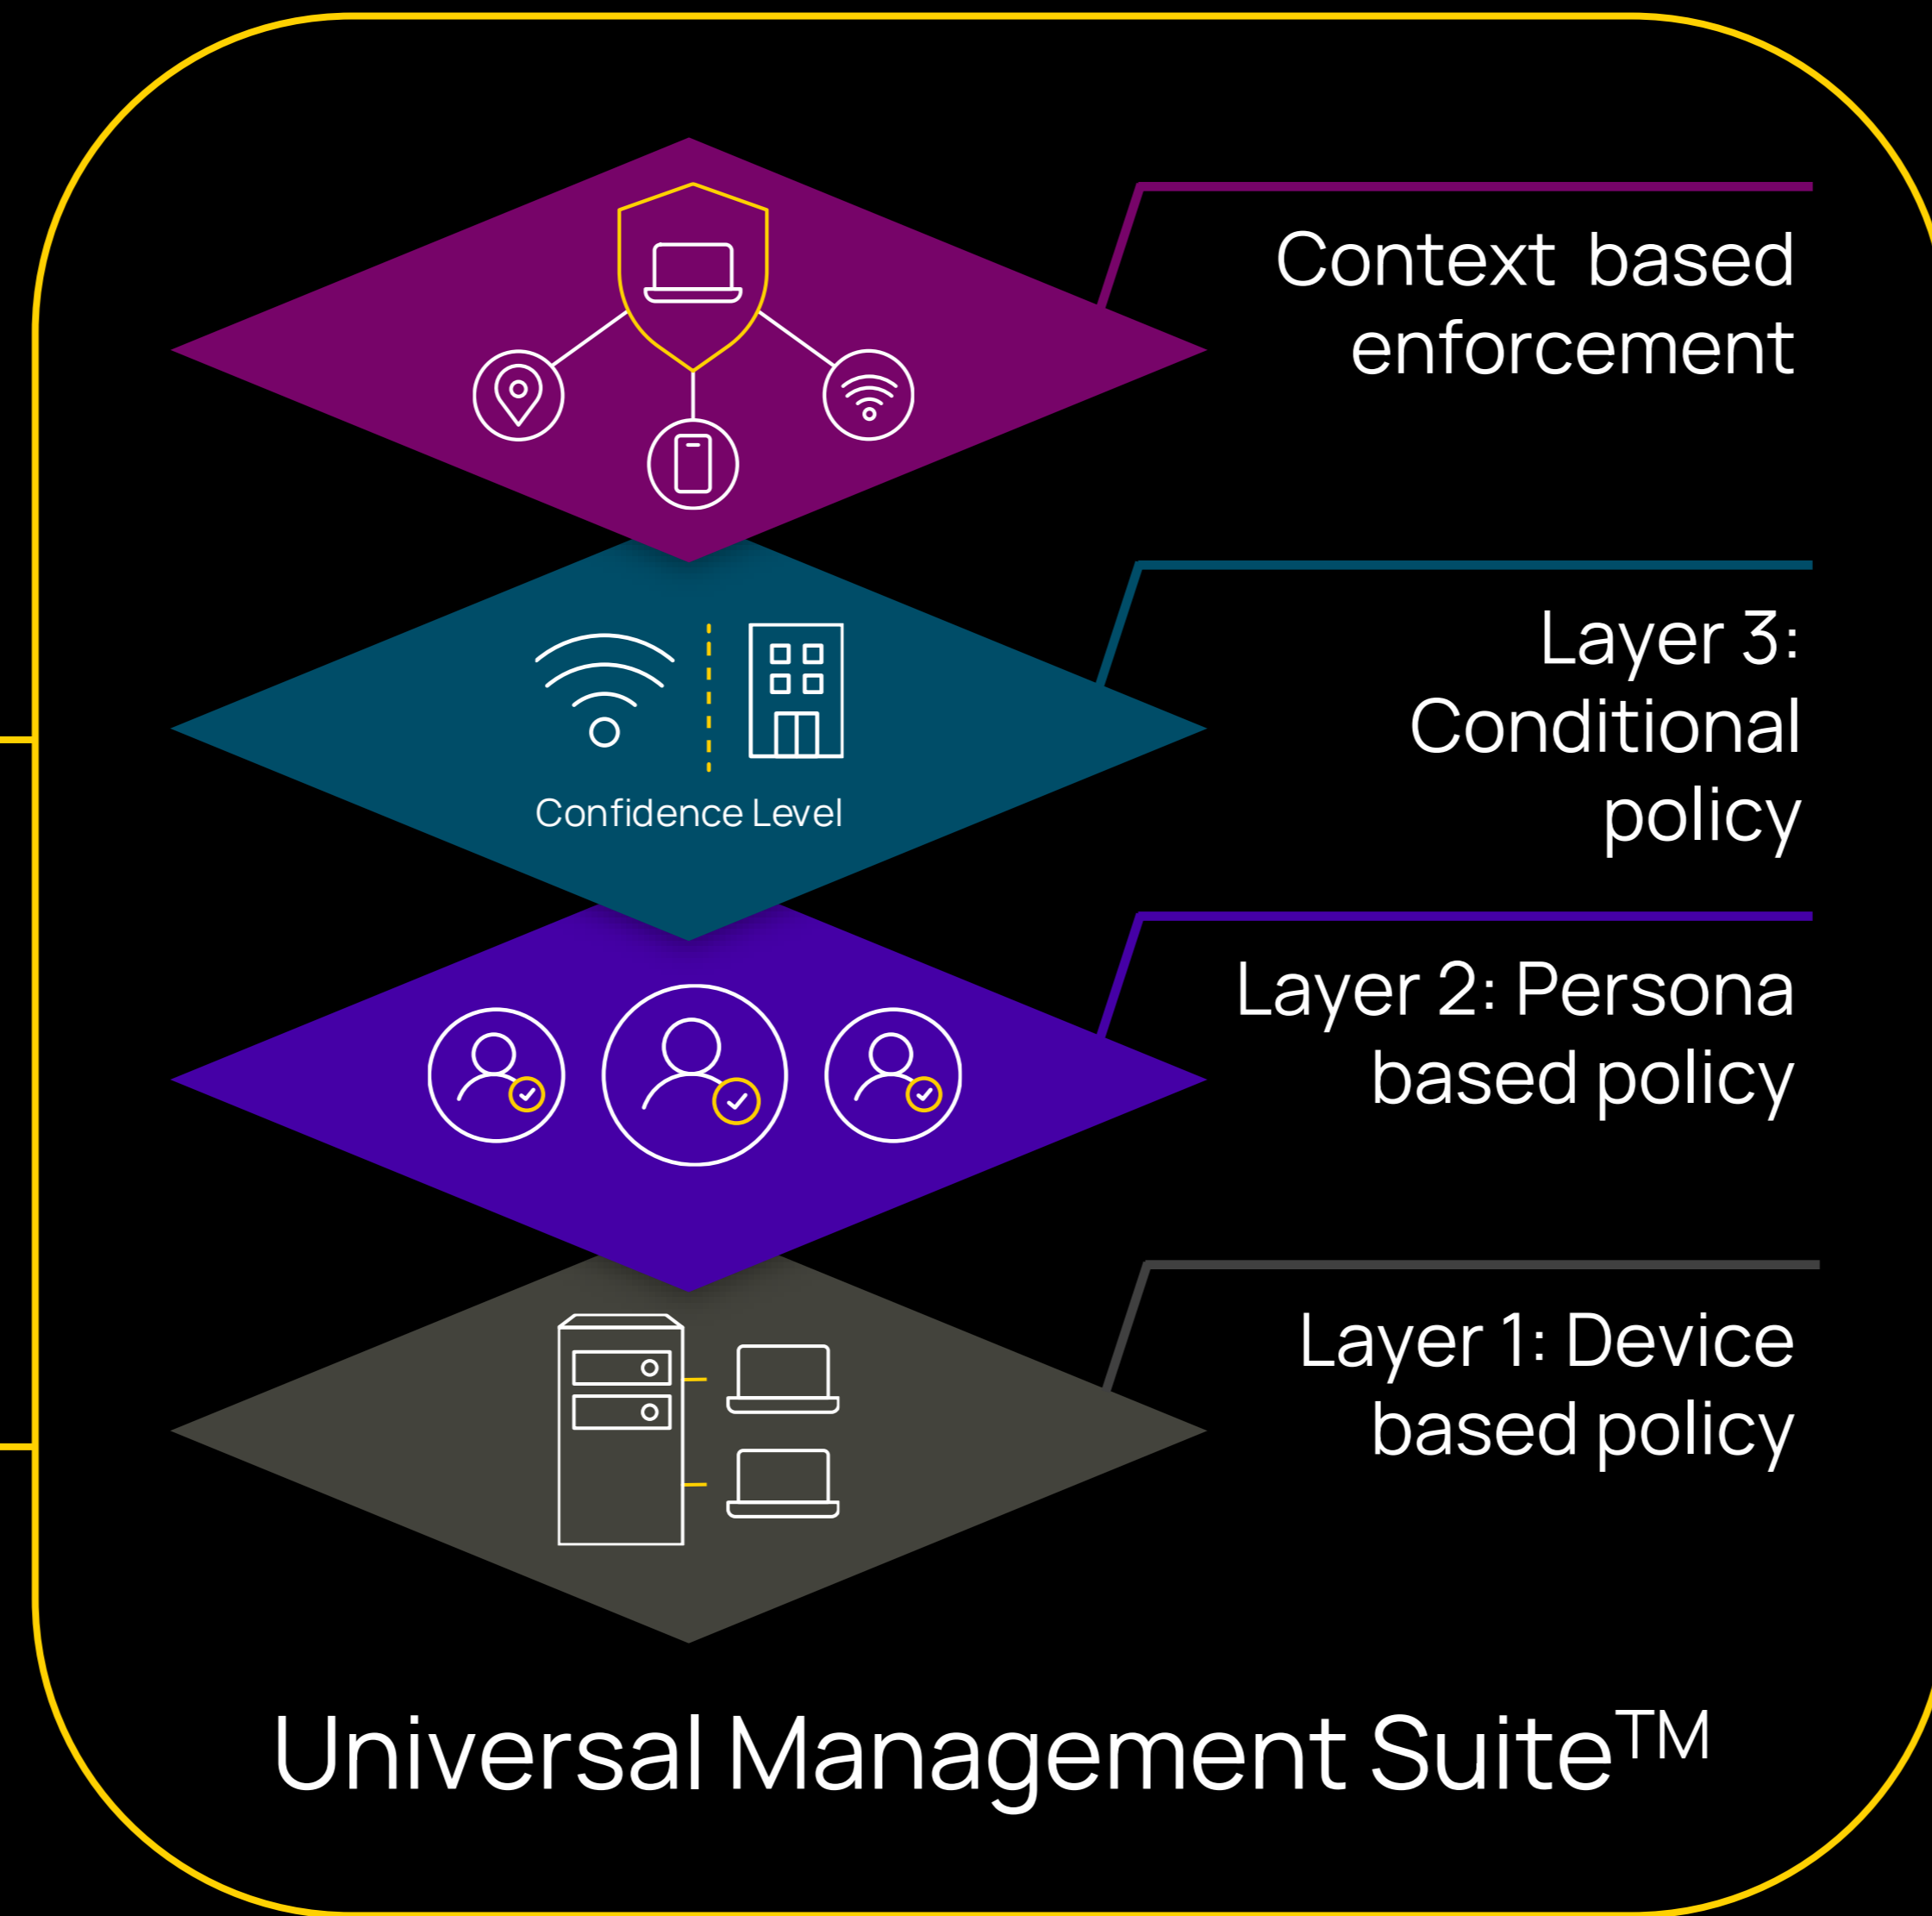 Context based
enforcement
Layer 3:
Conditional
policy
Confidence Level
Layer 2: Persona
based policy
Layer 1: Device
based policy
Universal Management Suite™